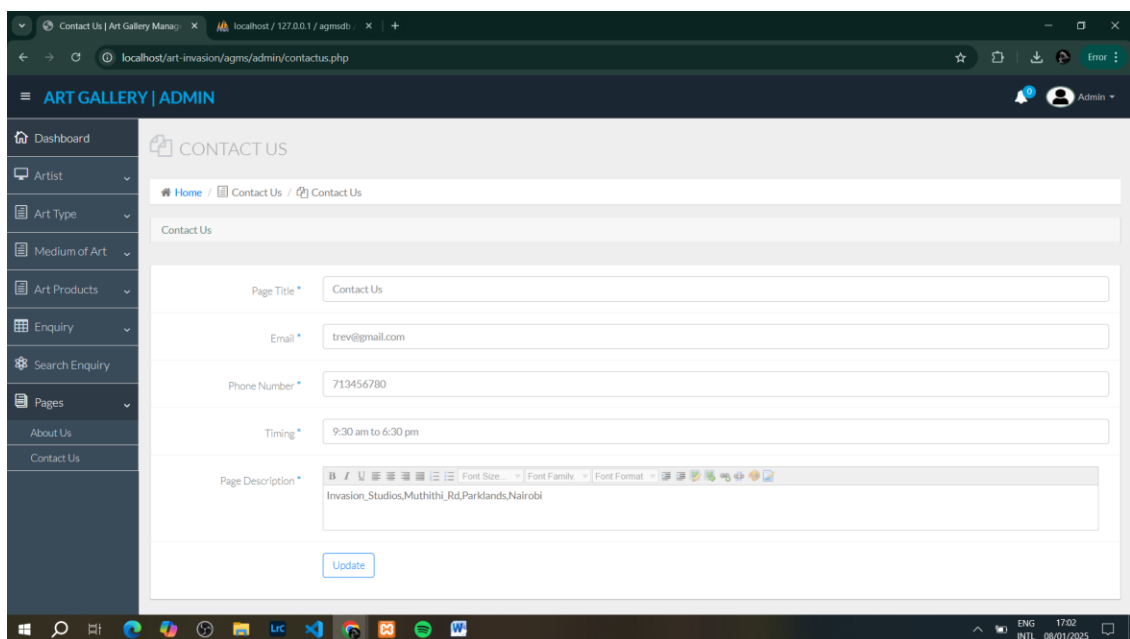 Contact Us | Art Gallery Manag
localhost / 127.0.0.1 / agmsdb
localhost/art-invasion/agms/admin/contactus.php
Error
ART GALLERY | ADMIN
0
Admin
Dashboard
Artist
Art Type
Medium of Art
Art Products
Enquiry
Search Enquiry
Pages
About Us
Contact Us
CONTACT US
Home / Contact Us / Contact Us
Contact Us
Page Title * Contact Us
Email * trev@gmail.com
Phone Number * 713456780
Timing * 9:30 am to 6:30 pm
Page Description * B I U Font Size... Font Family. Font Format
Invasion_Studios,Muthithi_Rd,Parklands,Nairobi
Update
Lrc
ENG 17:02
INTL 08/01/2025